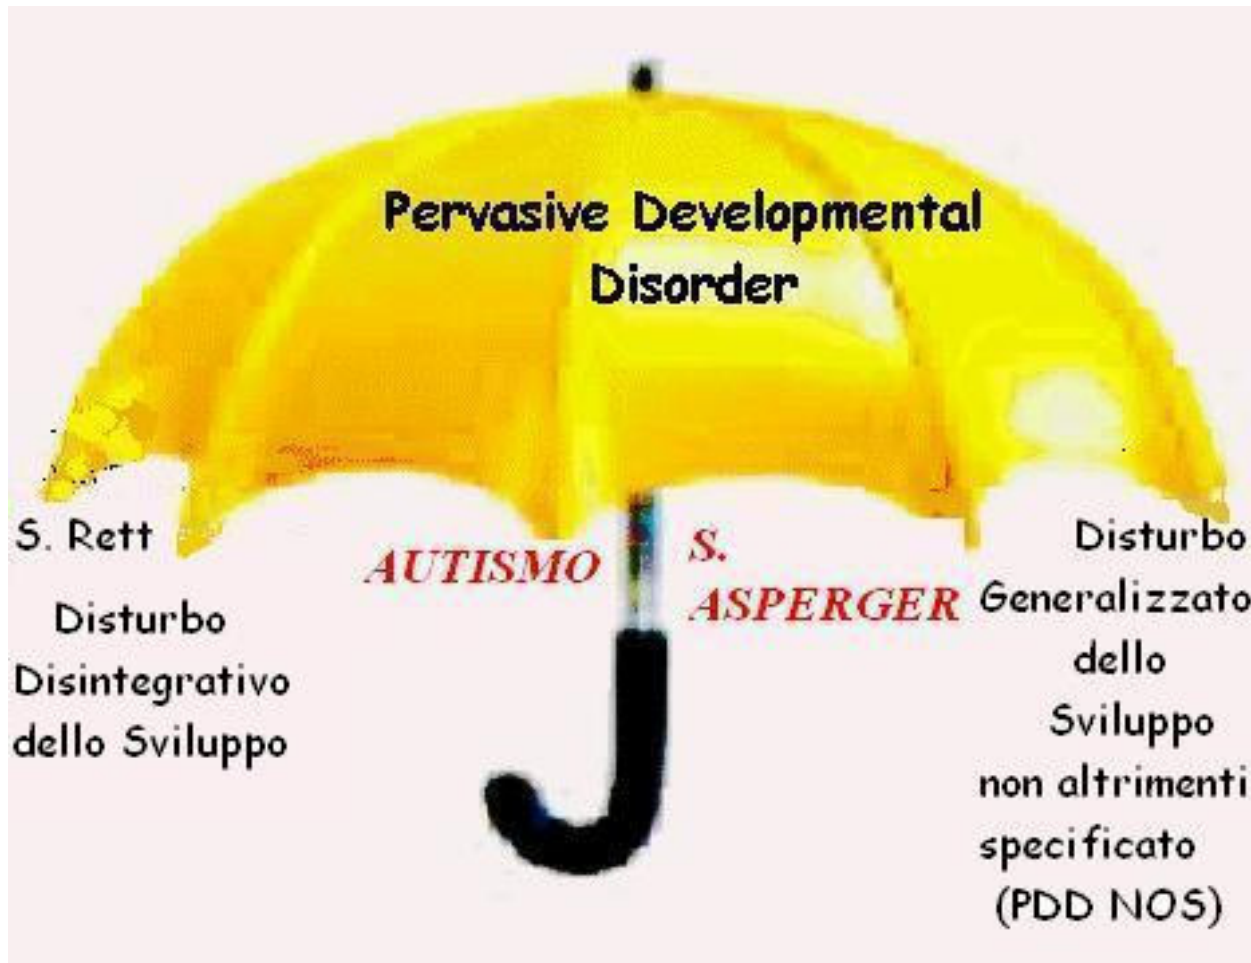 Pervasive Developmental
Disorder
S. Rett
Disturbo
Disintegrativo
dello Sviluppo
AUTISMO
S.
ASPERGER
Disturbo
Generalizzato
dello
Sviluppo
non altrimenti
specificato
(PDD NOS)